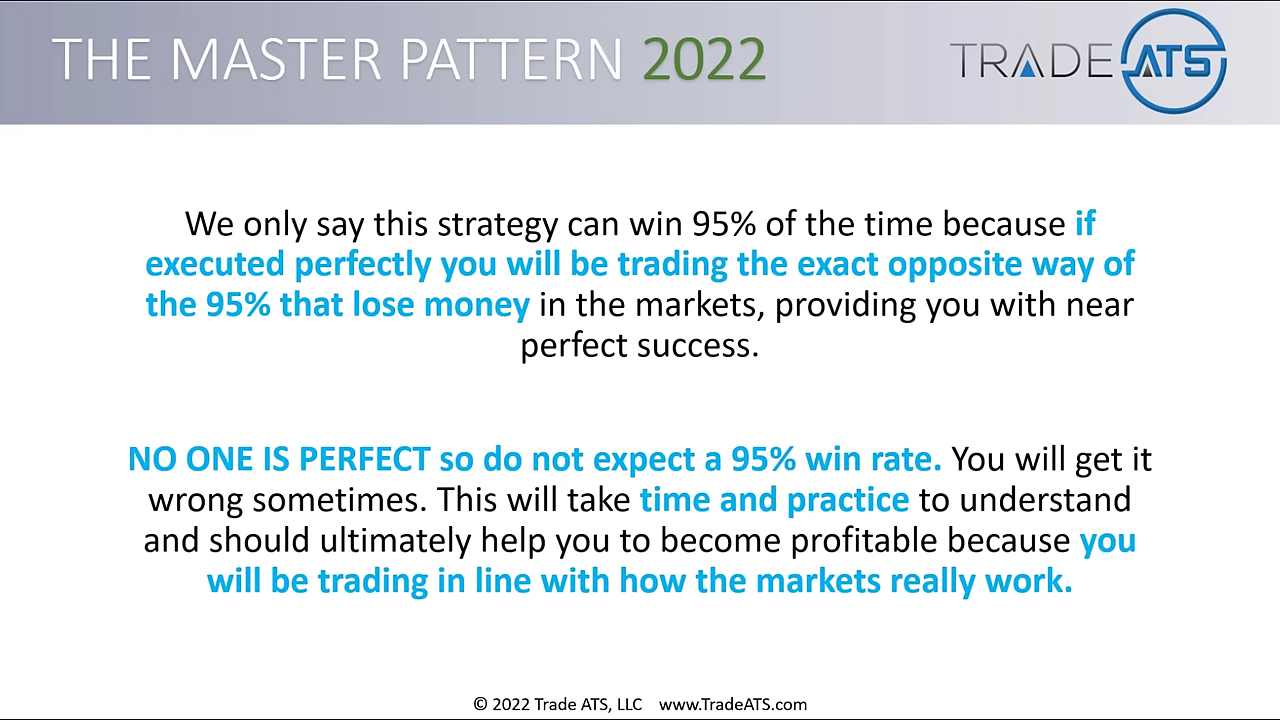 THE MASTER PATTERN 2022
TRADE ATS
We only say this strategy can win 95% of the time because if
executed perfectly you will be trading the exact opposite way of
the 95% that lose money in the markets, providing you with near
perfect success.
NO ONE IS PERFECT so do not expect a 95% win rate. You will get it
wrong sometimes. This will take time and practice to understand
and should ultimately help you to become profitable because you
will be trading in line with how the markets really work.
© 2022 Trade ATS, LLC www.TradeATS.com